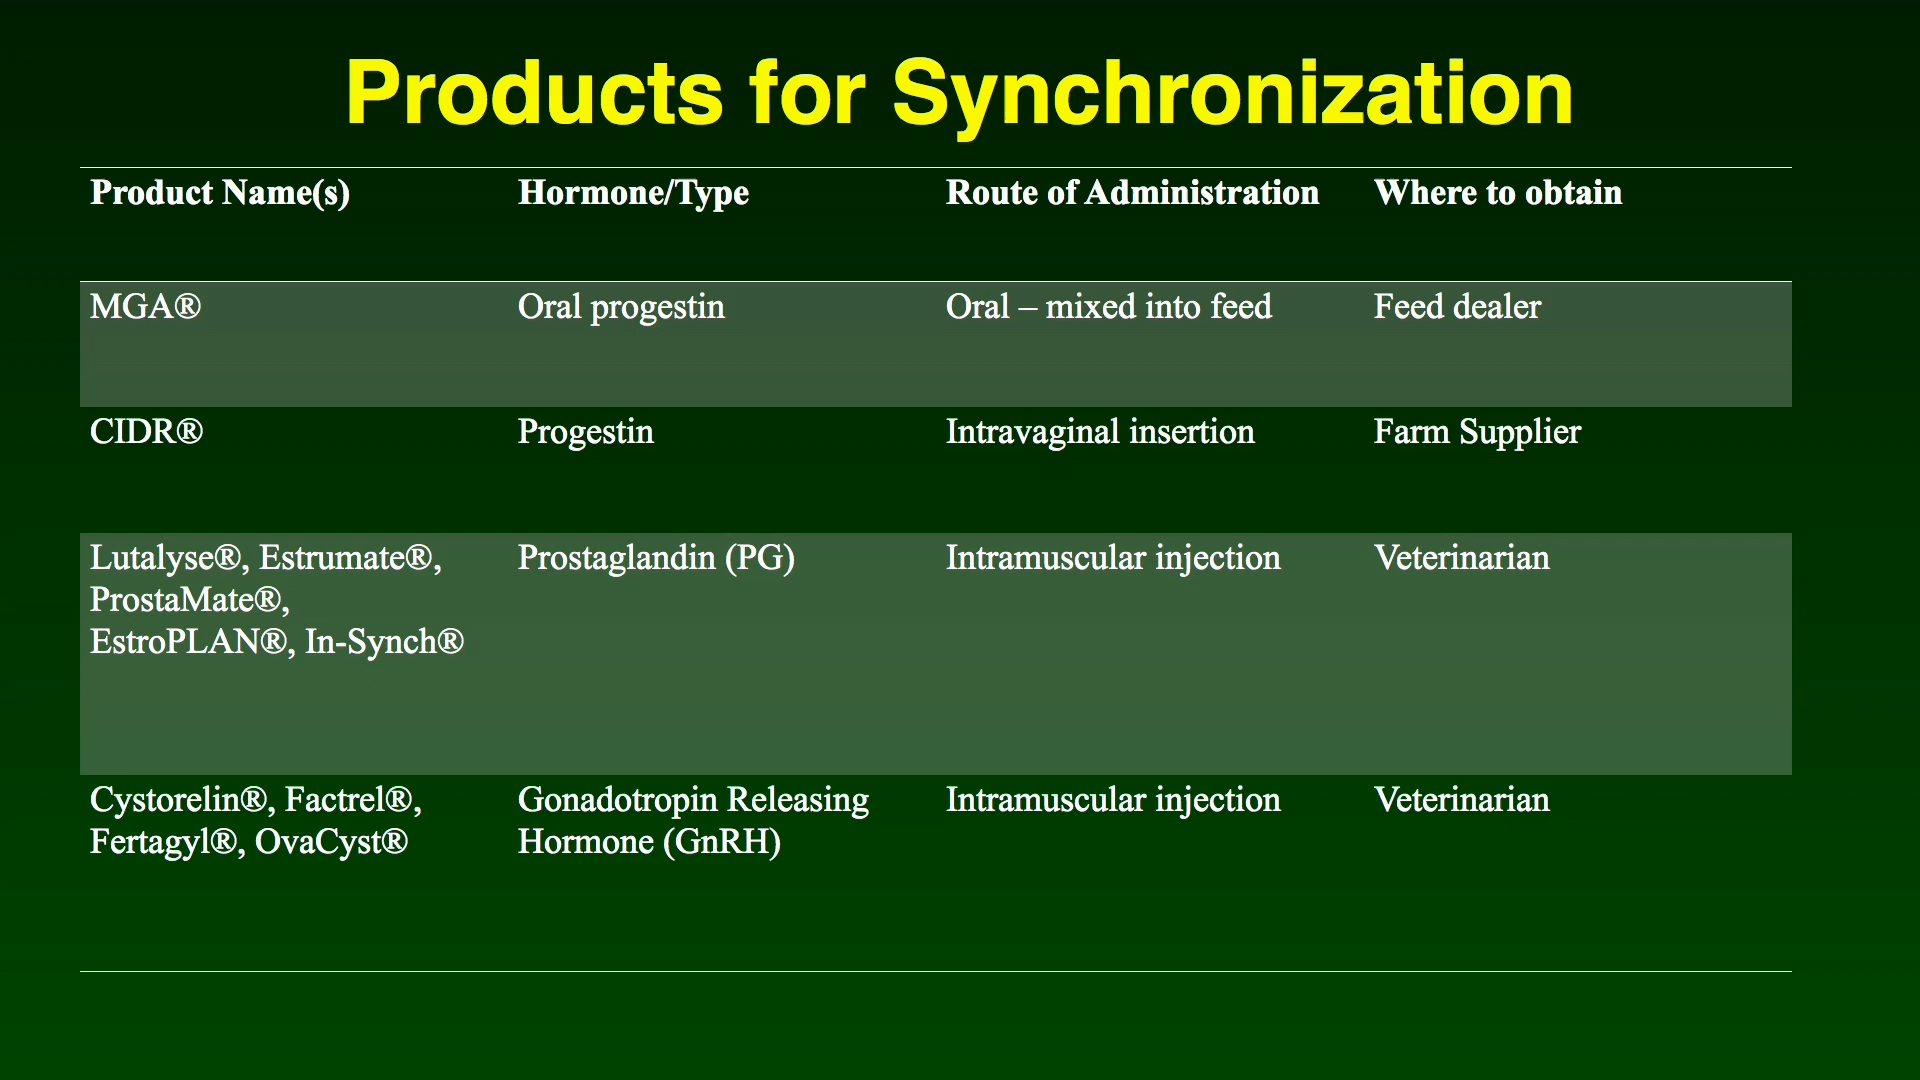 Products for Synchronization
Product Name(s) Hormone/Type Route of Administration Where to obtain
MGA® Oral progestin Oral – mixed into feed Feed dealer
CIDR® Progestin Intravaginal insertion Farm Supplier
Lutalyse®, Estrumate®, Prostaglandin (PG) Intramuscular injection Veterinarian
ProstaMate®,
EstroPLAN®, In-Synch®
Cystorelin®, Factrel®, Gonadotropin Releasing Intramuscular injection Veterinarian
Fertagyl®, OvaCyst® Hormone (GnRH)